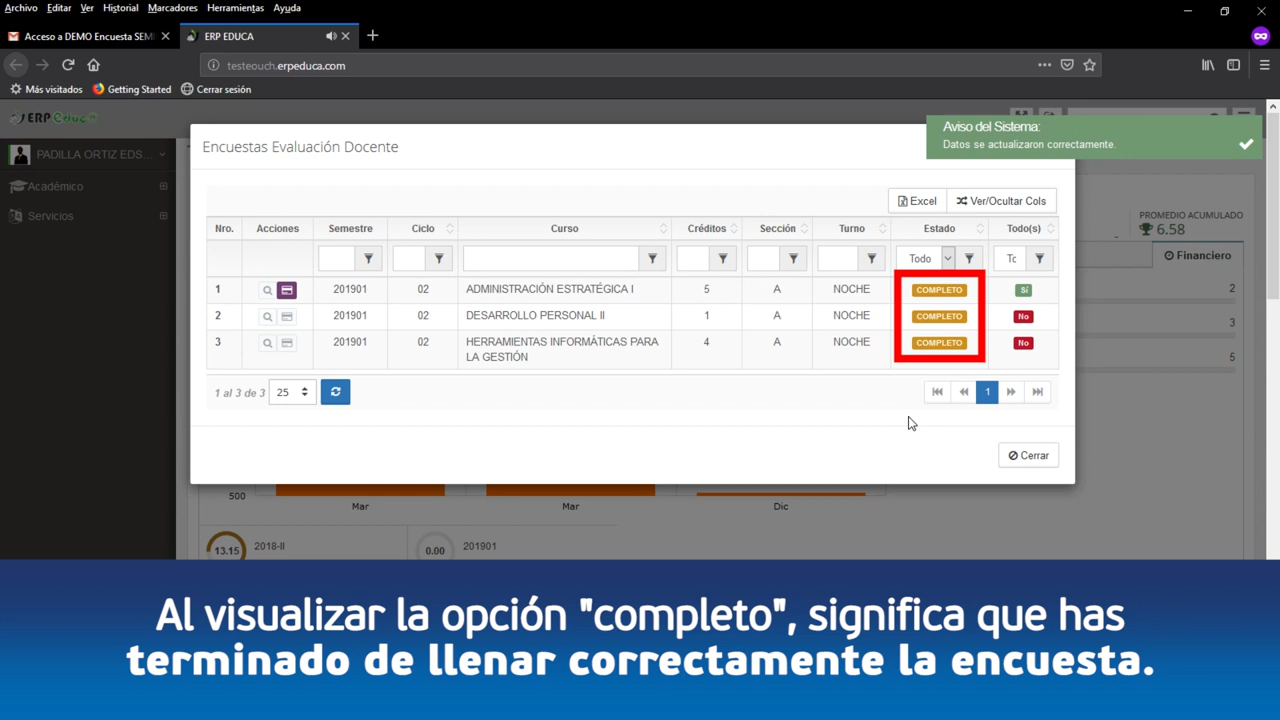 Archivo Editar Ver Historial Marcadores Herramientas Ayuda
Acceso a DEMO Encuesta SEMI
ERP EDUCA
testeouch.erpeduca.com
Más visitados Getting Started Cerrar sesión
ERP Educa
PADILLA ORTIZ EDS...
Académico
Servicios
Encuestas Evaluación Docente
Aviso del Sistema:
Datos se actualizaron correctamente.
PROMEDIO ACUMULADO
6.58
Financiero
2
3
5
Excel Ver/Ocultar Cols
Nro. Acciones Semestre Ciclo Curso Créditos Sección Turno Estado Todo(s)
Todo
1 201901 02 ADMINISTRACIÓN ESTRATÉGICA I 5 A NOCHE COMPLETO Sí
2 201901 02 DESARROLLO PERSONAL II 1 A NOCHE COMPLETO No
3 201901 02 HERRAMIENTAS INFORMÁTICAS PARA LA GESTIÓN 4 A NOCHE COMPLETO No
1 al 3 de 3 25 1
Cerrar
500
Mar Mar Dic
13.15 2018-II 0.00 201901
Al visualizar la opción "completo", significa que has
terminado de llenar correctamente la encuesta.